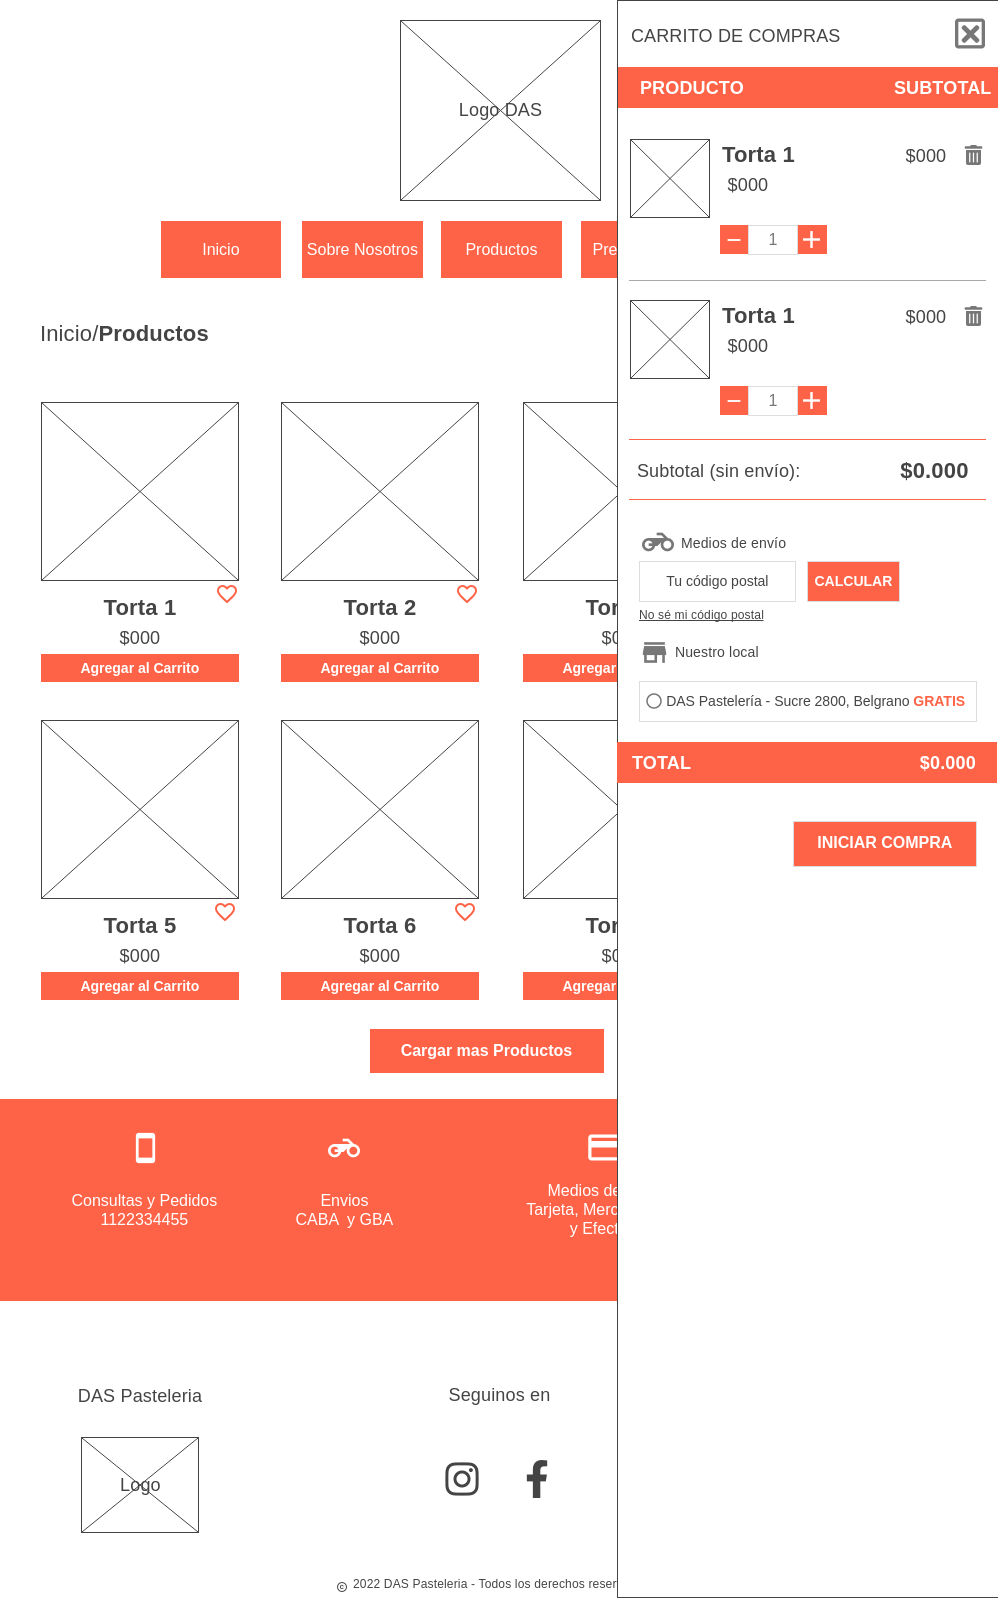 Logo DAS
Inicio
Sobre Nosotros
Productos
Pre
Inicio/Productos
Torta 1
$000
Agregar al Carrito
Torta 2
$000
Agregar al Carrito
Tor
$0
Agregar
Torta 5
$000
Agregar al Carrito
Torta 6
$000
Agregar al Carrito
Tor
$0
Agregar
Cargar mas Productos
Consultas y Pedidos
1122334455
Envios
CABA y GBA
Medios de
Tarjeta, Merc
y Efect
DAS Pasteleria
Logo
Seguinos en
© 2022 DAS Pasteleria - Todos los derechos reser
CARRITO DE COMPRAS
PRODUCTO SUBTOTAL
Torta 1 $000
$000
1
Torta 1 $000
$000
1
Subtotal (sin envío): $0.000
Medios de envío
Tu código postal CALCULAR
No sé mi código postal
Nuestro local
DAS Pastelería - Sucre 2800, Belgrano GRATIS
TOTAL $0.000
INICIAR COMPRA